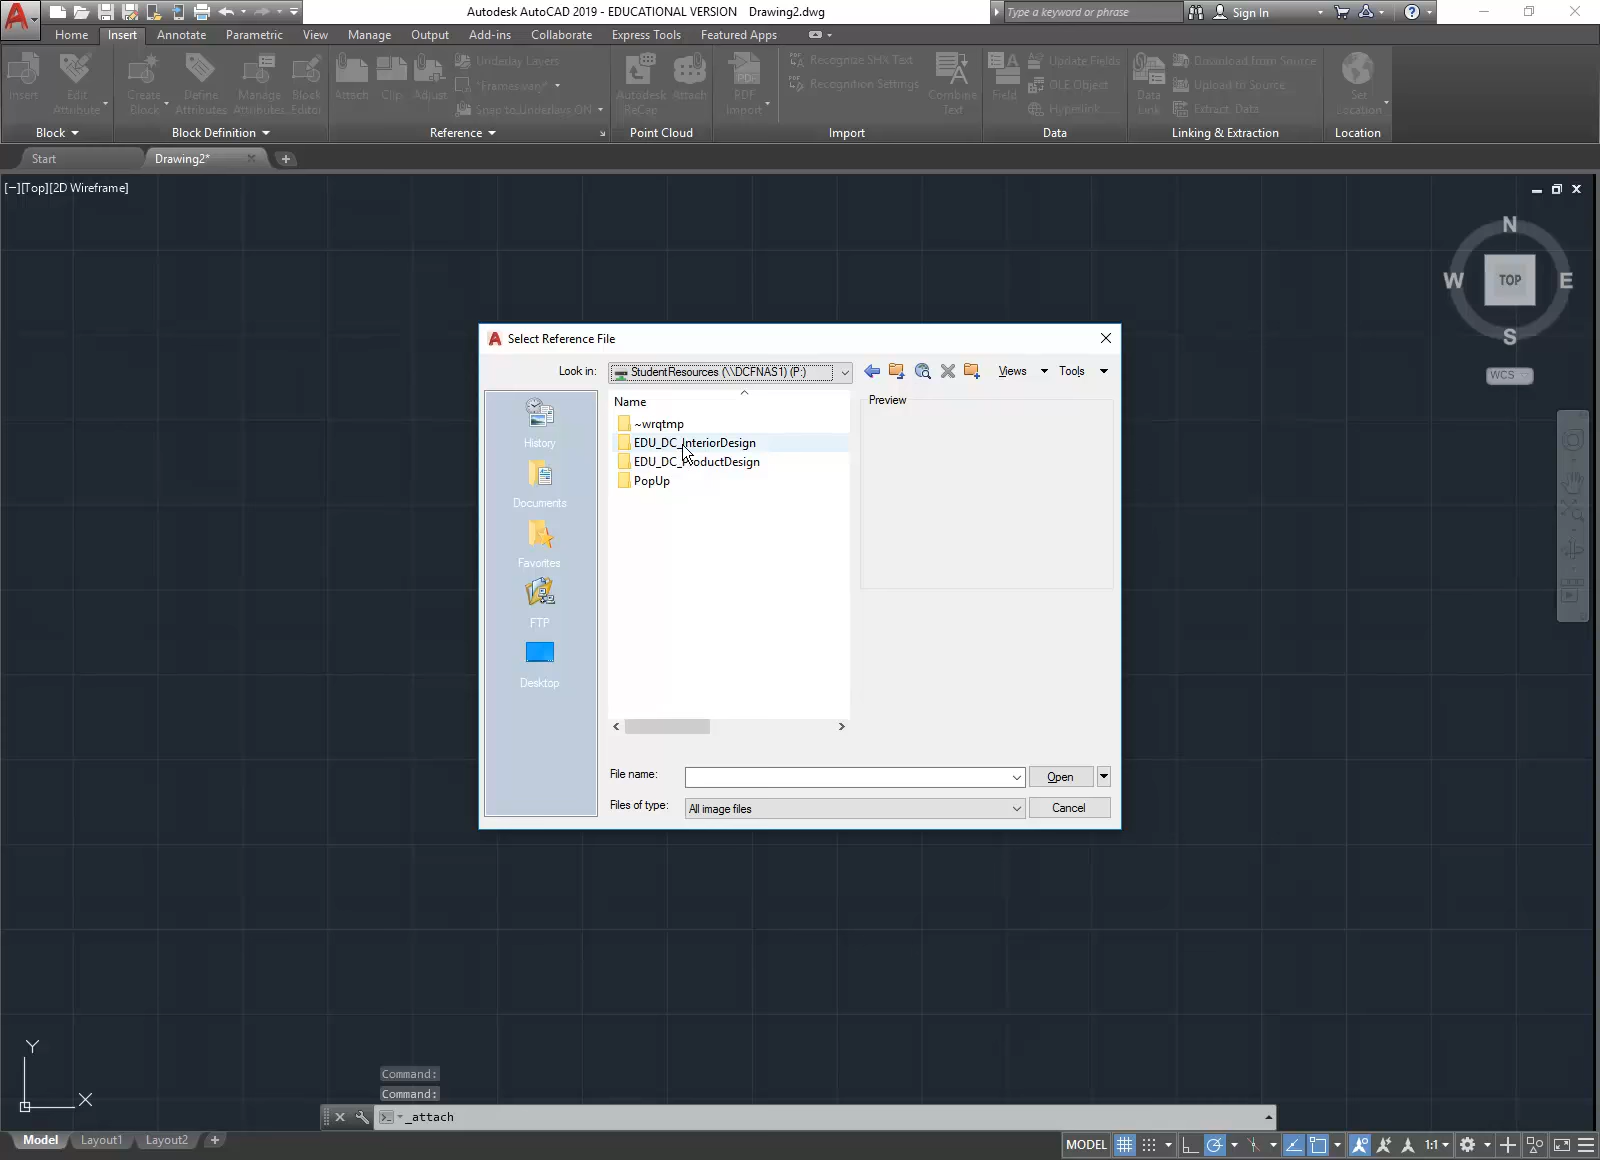 Autodesk AutoCAD 2019 - EDUCATIONAL VERSION Drawing2.dwg
Type a keyword or phrase
Sign In
Home Insert Annotate Parametric View Manage Output Add-ins Collaborate Express Tools Featured Apps
Insert
Edit Attribute
Create Block
Define Attributes
Manage Attributes
Block Editor
Attach
Clip
Adjust
Underlay Layers
*Frames vary*
Snap to Underlays ON
Autodesk ReCap
Attach
PDF Import
Recognize SHX Text
Recognition Settings
Combine Text
Field
Update Fields
OLE Object
Hyperlink
Data Link
Download from Source
Upload to Source
Extract Data
Set Location
Block Block Definition Reference Point Cloud Import Data Linking & Extraction Location
Start Drawing2*
[−][Top][2D Wireframe]
N
W TOP E
S
WCS
Select Reference File
Look in: StudentResources (\\DCFNAS1) (P:) Views Tools
Name
Preview
~wrqtmp
EDU_DC_InteriorDesign
EDU_DC_ProductDesign
PopUp
History
Documents
Favorites
FTP
Desktop
File name: Open
Files of type: All image files Cancel
Y
X
Command:
Command:
_attach
Model Layout1 Layout2
MODEL 1:1